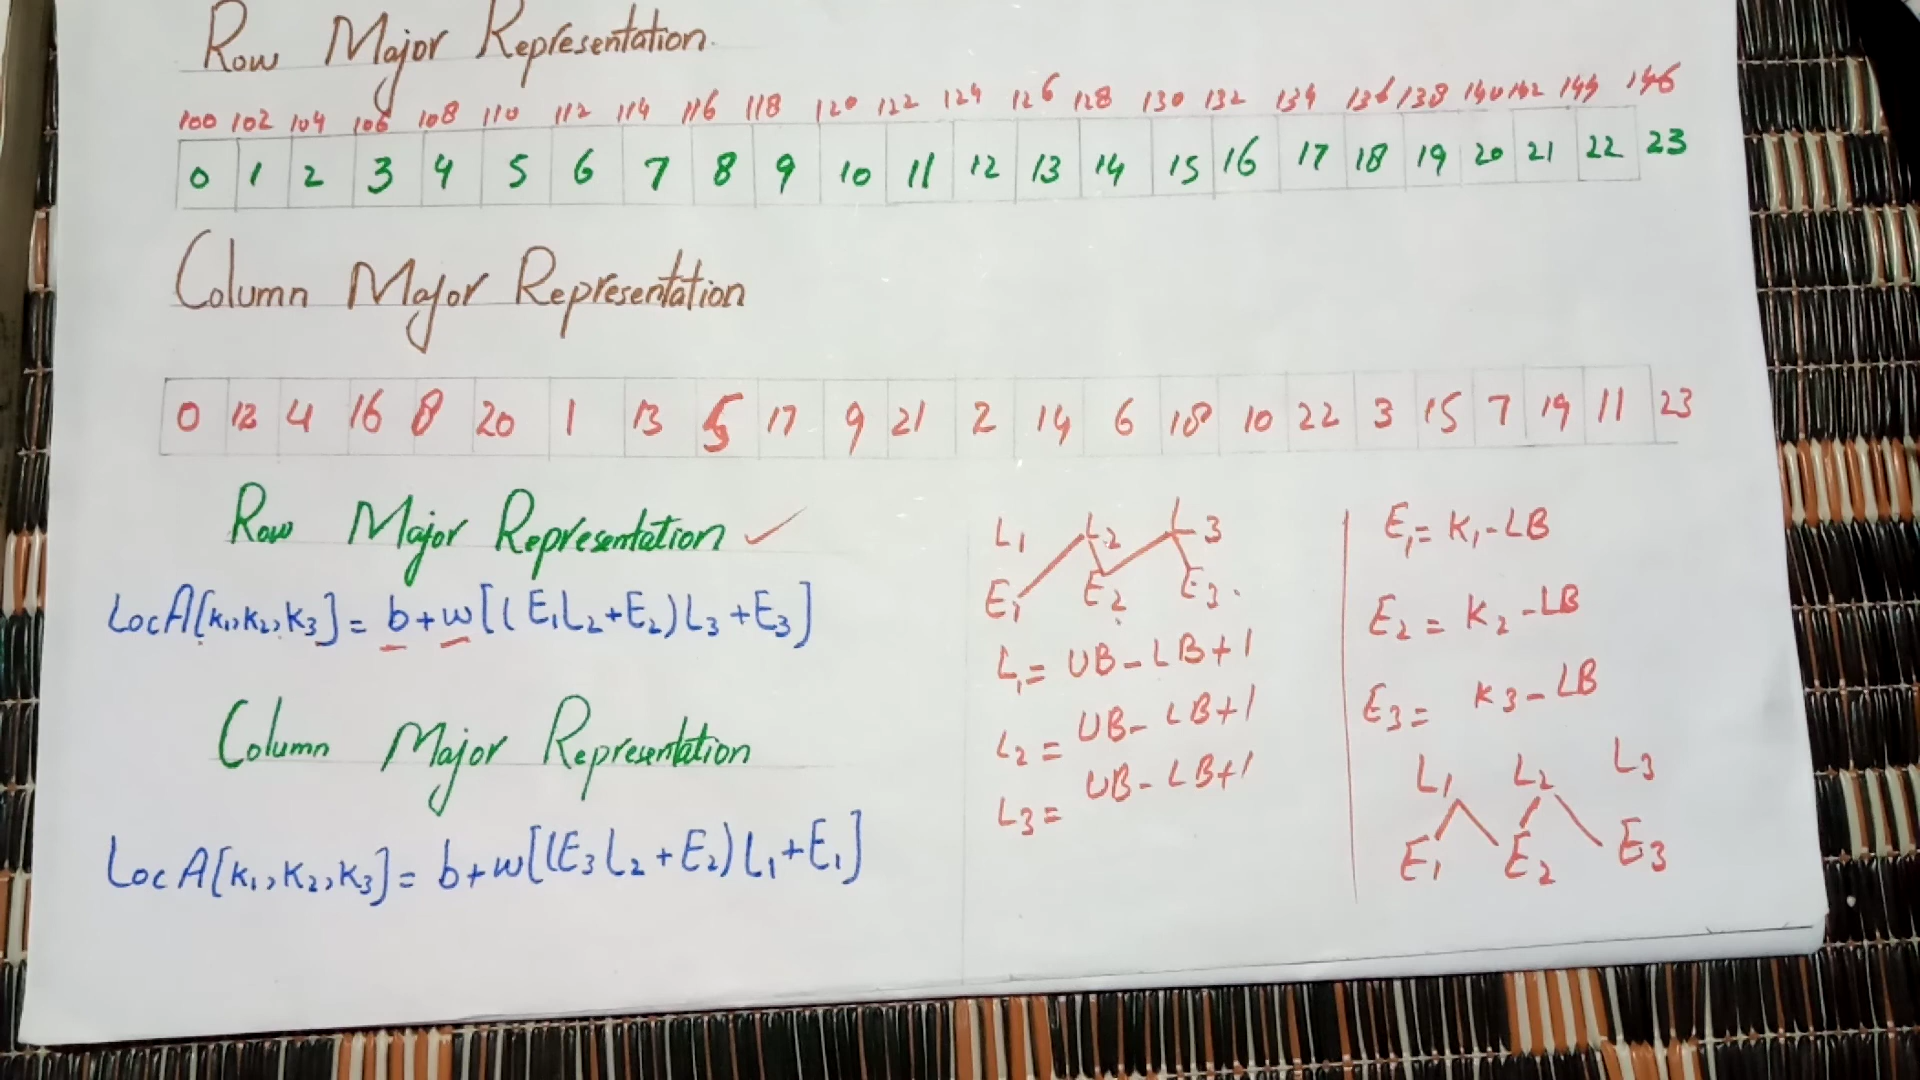 Row Major Representation.
100 102 104 106 108 110 112 114 116 118 120 122 124 126 128 130 132 134 136 138 140 142 144 146
0 1 2 3 4 5 6 7 8 9 10 11 12 13 14 15 16 17 18 19 20 21 22 23
Column Major Representation
0 12 4 16 8 20 1 13 5 17 9 21 2 14 6 18 10 22 3 15 7 19 11 23
Row Major Representation ✓
Loc A[K₁,K₂,K₃] = b+w[(E₁L₂+E₂)L₃+E₃]
Column Major Representation
Loc A[K₁,K₂,K₃] = b+w[(E₃L₂+E₂)L₁+E₁]
L₁ L₂ L3
E₁ E₂ E3.
L₁= UB-LB+1
L₂ = UB-LB+1
L3 = UB-LB+1
E₁= K₁-LB
E₂ = K₂-LB
E3 = K3-LB
L₁ L₂ L3
E₁ E₂ E3